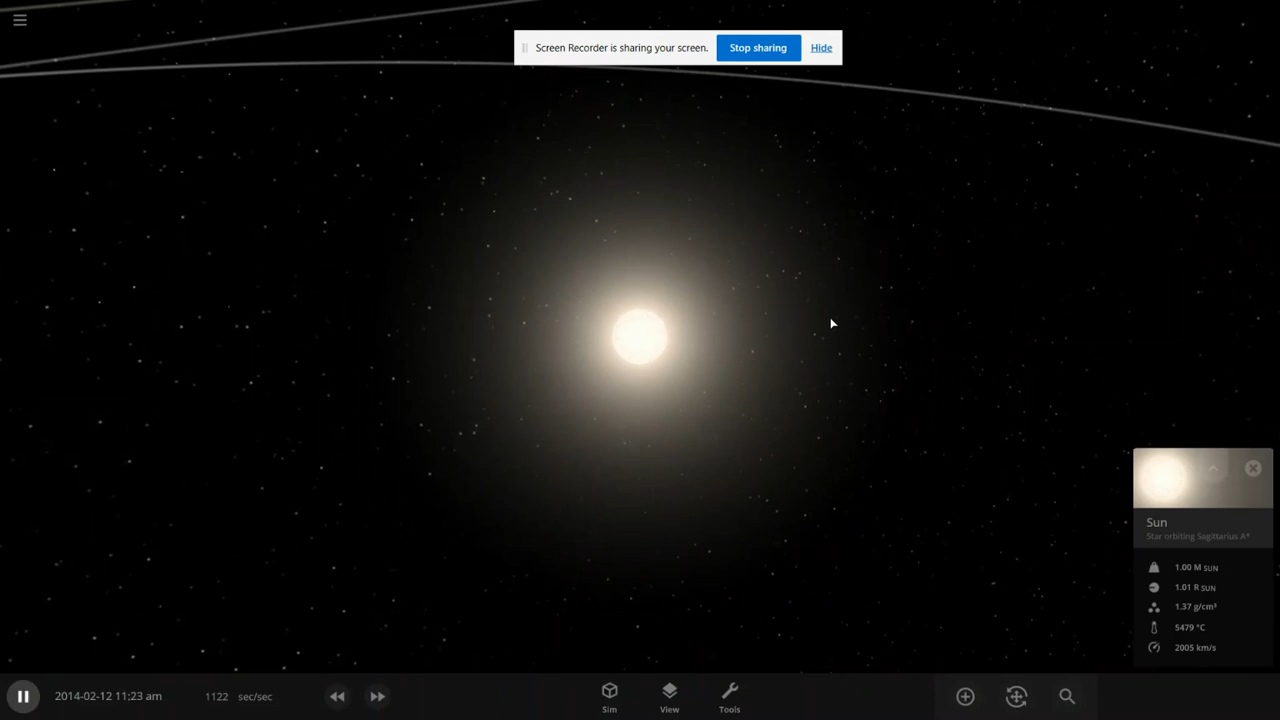 Screen Recorder is sharing your screen. Stop sharing Hide
Sun
Star orbiting Sagittarius A*
1.00 M SUN
1.01 R SUN
1.37 g/cm³
5479 °C
2005 km/s
2014-02-12 11:23 am 1122 sec/sec
Sim View Tools